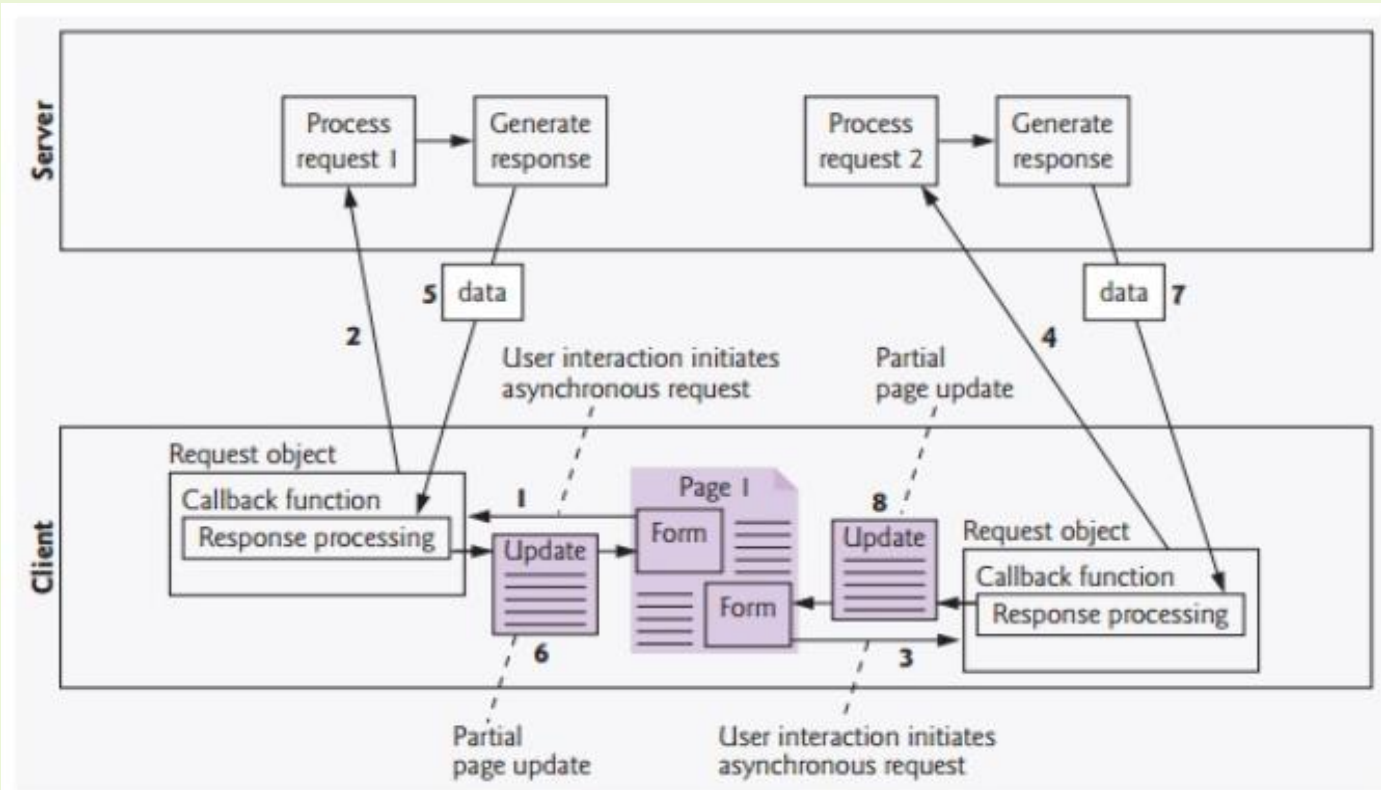 Server
Process
request 1
Generate
response
Process
request 2
Generate
response
5
data
data
7
2
4
User interaction initiates
asynchronous request
Partial
page update
Client
Request object
Callback function
Response processing
1
Update
6
Page 1
Form
Form
8
Update
3
Request object
Callback function
Response processing
Partial
page update
User interaction initiates
asynchronous request